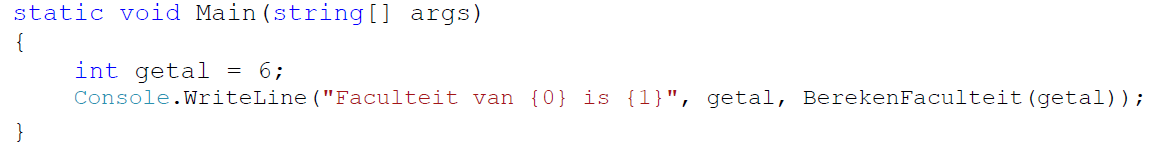 static void Main(string[] args)
{
    int getal = 6;
    Console.WriteLine("Faculteit van {0} is {1}", getal, BerekenFaculteit(getal));
}